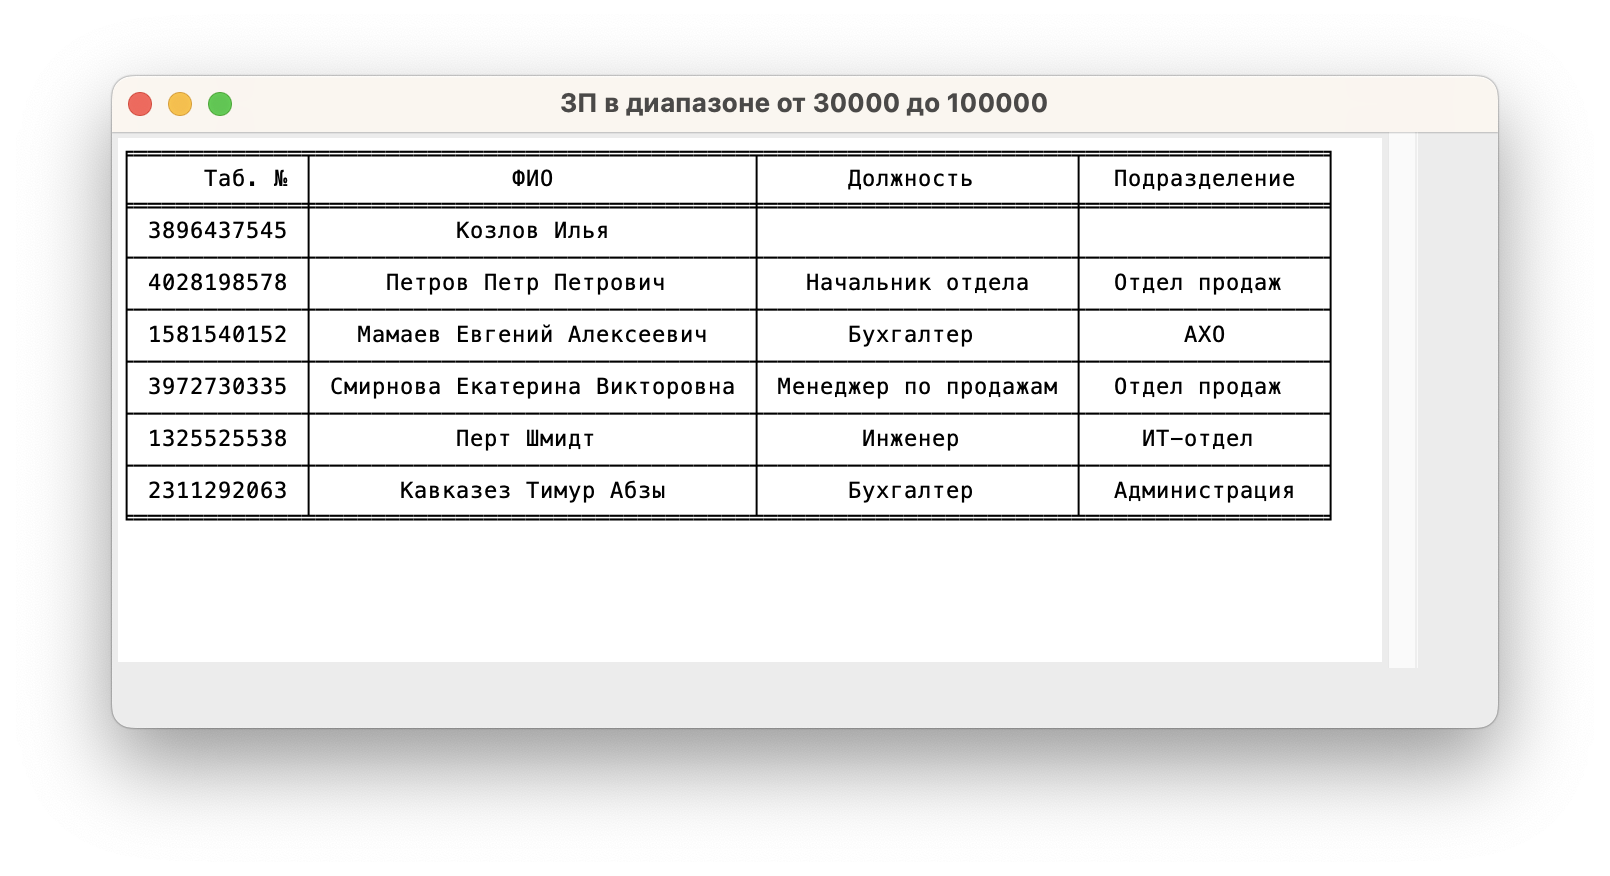 ЗП в диапазоне от 30000 до 100000
Таб. № ФИО Должность Подразделение
3896437545 Козлов Илья
4028198578 Петров Петр Петрович Начальник отдела Отдел продаж
1581540152 Мамаев Евгений Алексеевич Бухгалтер АХО
3972730335 Смирнова Екатерина Викторовна Менеджер по продажам Отдел продаж
1325525538 Перт Шмидт Инженер ИТ-отдел
2311292063 Кавказез Тимур Абзы Бухгалтер Администрация